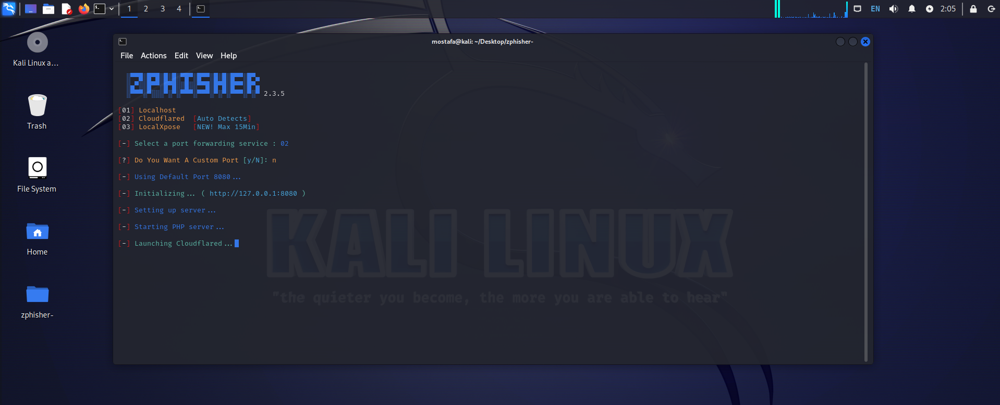 1 2 3 4
EN
2:05
mostafa@kali: ~/Desktop/zphisher-
File Actions Edit View Help
ZPHISHER 2.3.5
[01] Localhost
[02] Cloudflared [Auto Detects]
[03] LocalXpose [NEW! Max 15Min]
[-] Select a port forwarding service : 02
[?] Do You Want A Custom Port [y/N]: n
[-] Using Default Port 8080...
[-] Initializing... ( http://127.0.0.1:8080 )
[-] Setting up server...
[-] Starting PHP server...
[-] Launching Cloudflared...
KALI LINUX
"the quieter you become, the more you are able to hear"
Kali Linux a...
Trash
File System
Home
zphisher-